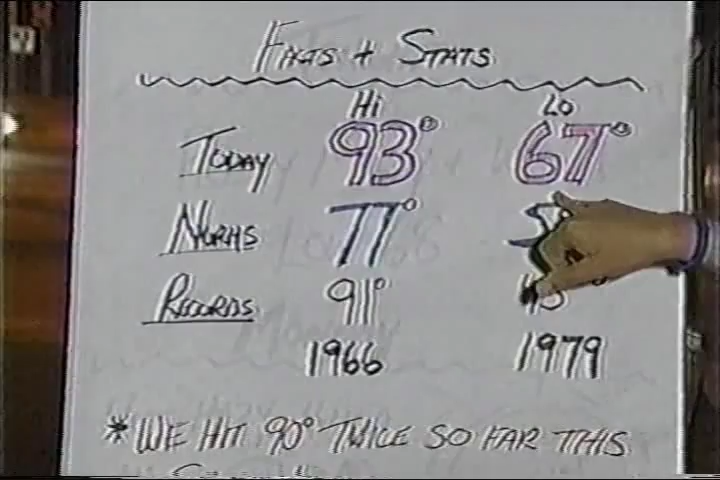 FACTS + STATS
Hi Lo
TODAY 93° 67°
NORMS 77°
RECORDS 91°
1966 1979
*WE HIT 90° TWICE SO FAR THIS